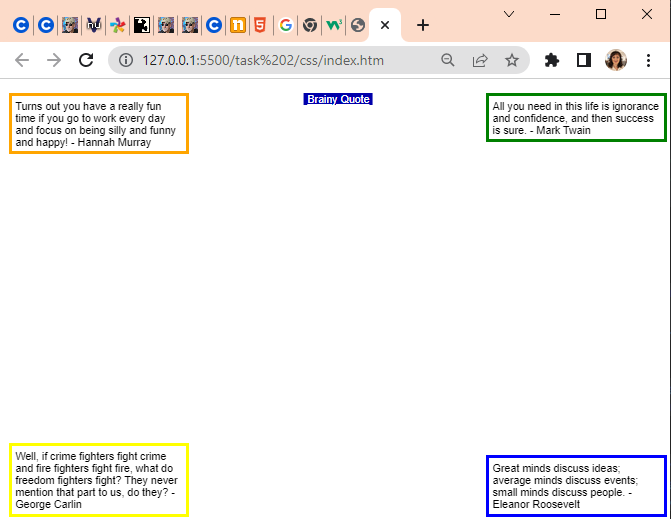 127.0.0.1:5500/task%202/css/index.htm
Brainy Quote
Turns out you have a really fun
time if you go to work every day
and focus on being silly and funny
and happy! - Hannah Murray
All you need in this life is ignorance
and confidence, and then success
is sure. - Mark Twain
Well, if crime fighters fight crime
and fire fighters fight fire, what do
freedom fighters fight? They never
mention that part to us, do they? -
George Carlin
Great minds discuss ideas;
average minds discuss events;
small minds discuss people. -
Eleanor Roosevelt